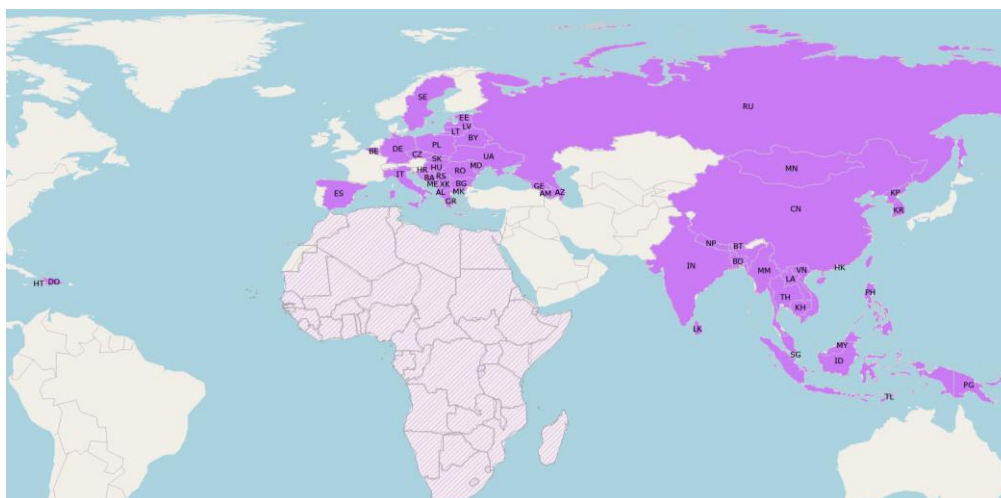 SE
RU
EE
LV
LT
BY
BE
DE
PL
CZ
SK
UA
HU
MD
HR
RO
BA
RS
IT
ME
XK
BG
AL
MK
GR
ES
GE
AM
AZ
MN
KP
KR
CN
NP
BT
IN
BD
MM
VN
HK
LA
TH
KH
PH
LK
MY
SG
ID
PG
TL
HT
DO